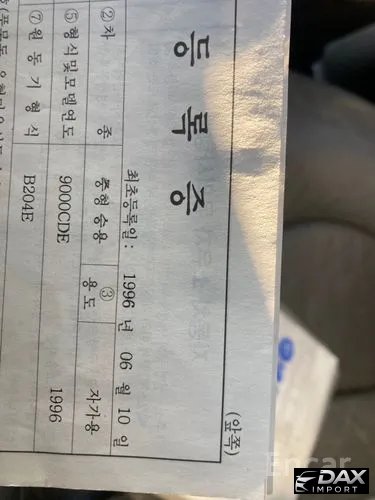 (앞쪽)
등 록 증
최초등록일: 1996 년 06 월 10 일
② 차 종 중형 승용 ③ 용 도 자가용
⑤ 형식및모델연도 9000CDE 1996
⑦ 원 동 기 형 식 B204E
Encar
DAX
IMPORT